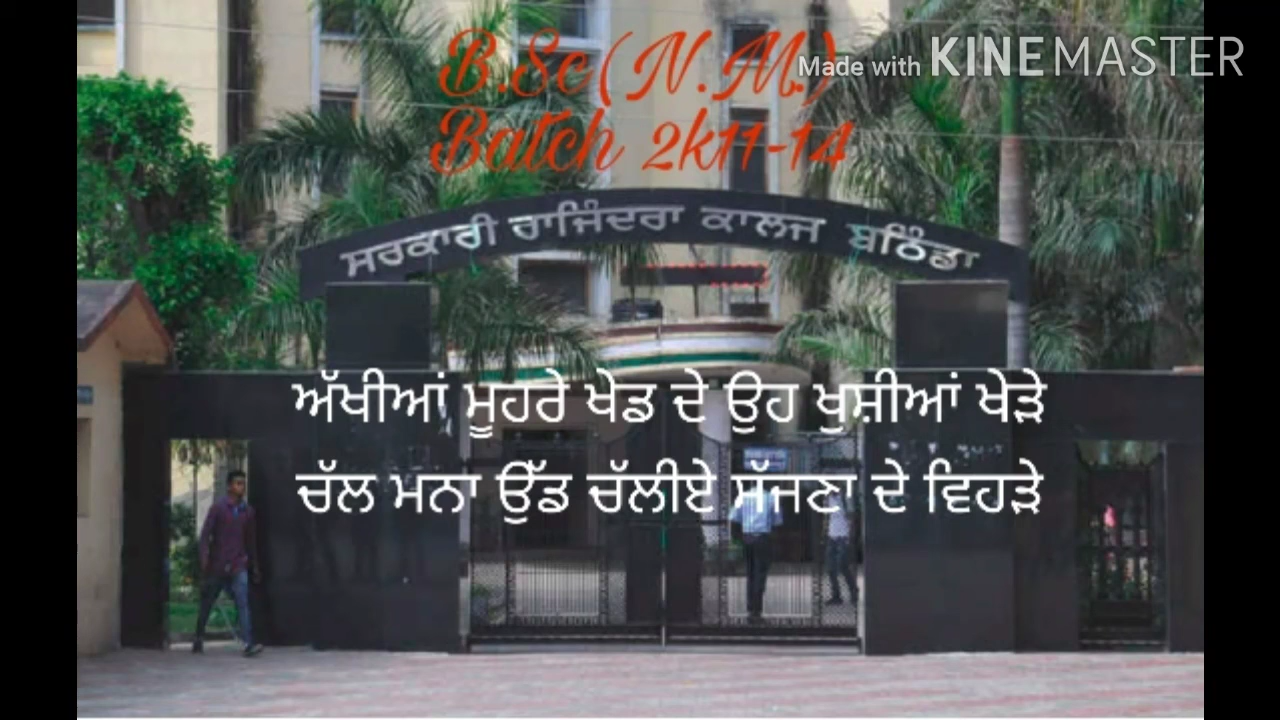 B.Sc(N.M.)
Made with KINEMASTER
Batch 2k11-14
ਸਰਕਾਰੀ ਰਾਜਿੰਦਰਾ ਕਾਲਜ ਬਠਿੰਡਾ
ਅੱਖੀਆਂ ਮੂਹਰੇ ਖੇਡ ਦੇ ਉਹ ਖੁਸ਼ੀਆਂ ਖੇੜੇ
ਚੱਲ ਮਨਾ ਉੱਡ ਚੱਲੀਏ ਸੱਜਣਾ ਦੇ ਵਿਹੜੇ